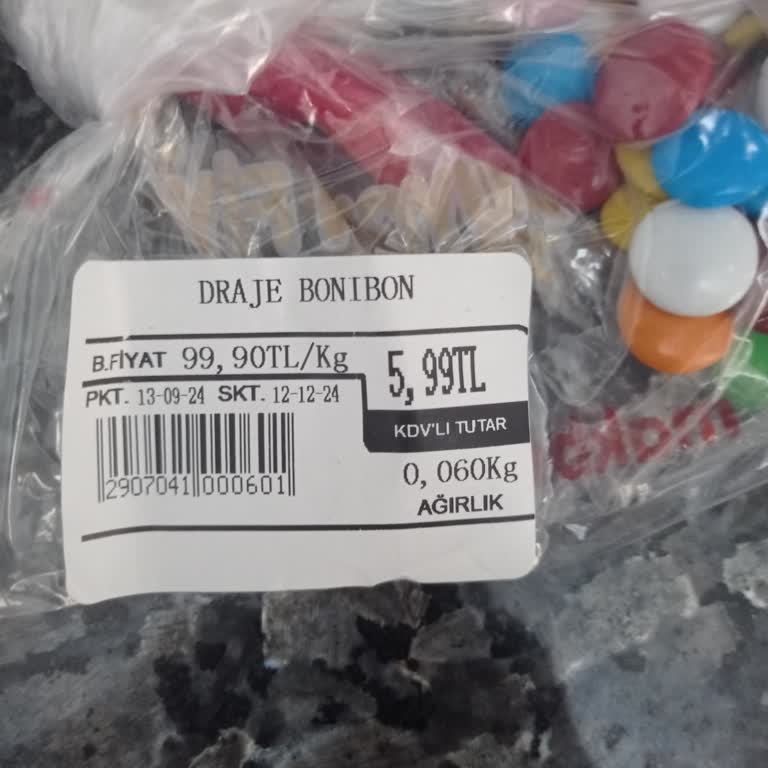 DRAJE BONIBON
B.FİYAT 99,90TL/Kg
5,99TL
PKT. 13-09-24 SKT. 12-12-24
KDV'LI TUTAR
2907041 000601
0,060Kg
AĞIRLIK